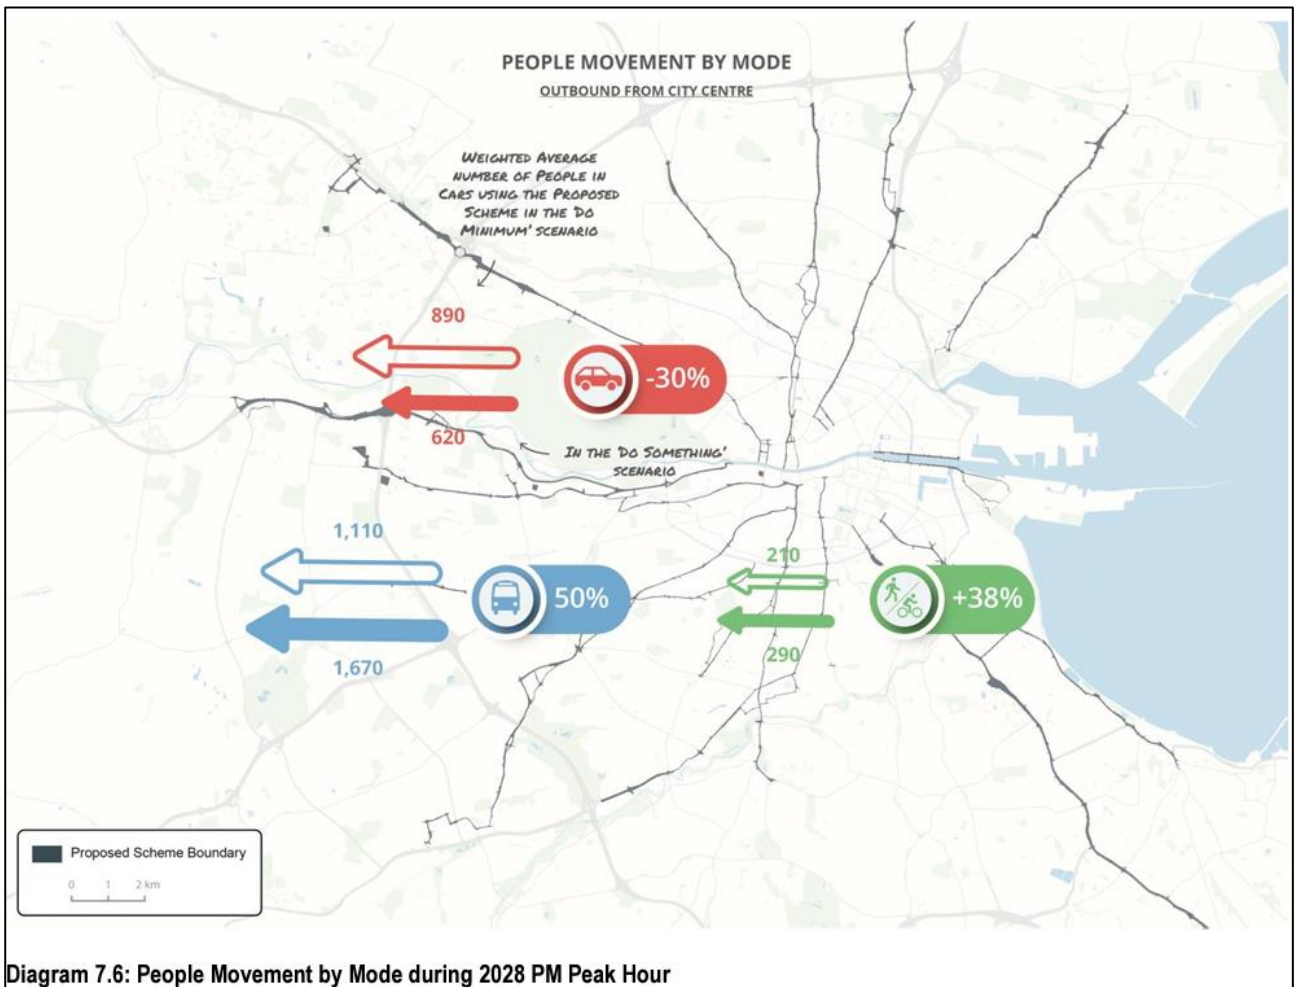 PEOPLE MOVEMENT BY MODE
OUTBOUND FROM CITY CENTRE
WEIGHTED AVERAGE
NUMBER OF PEOPLE IN
CARS USING THE PROPOSED
SCHEME IN THE 'DO
MINIMUM' SCENARIO
890
-30%
620
IN THE 'DO SOMETHING'
SCENARIO
1,110
50%
1,670
210
+38%
290
Proposed Scheme Boundary
0 1 2 km
Diagram 7.6: People Movement by Mode during 2028 PM Peak Hour